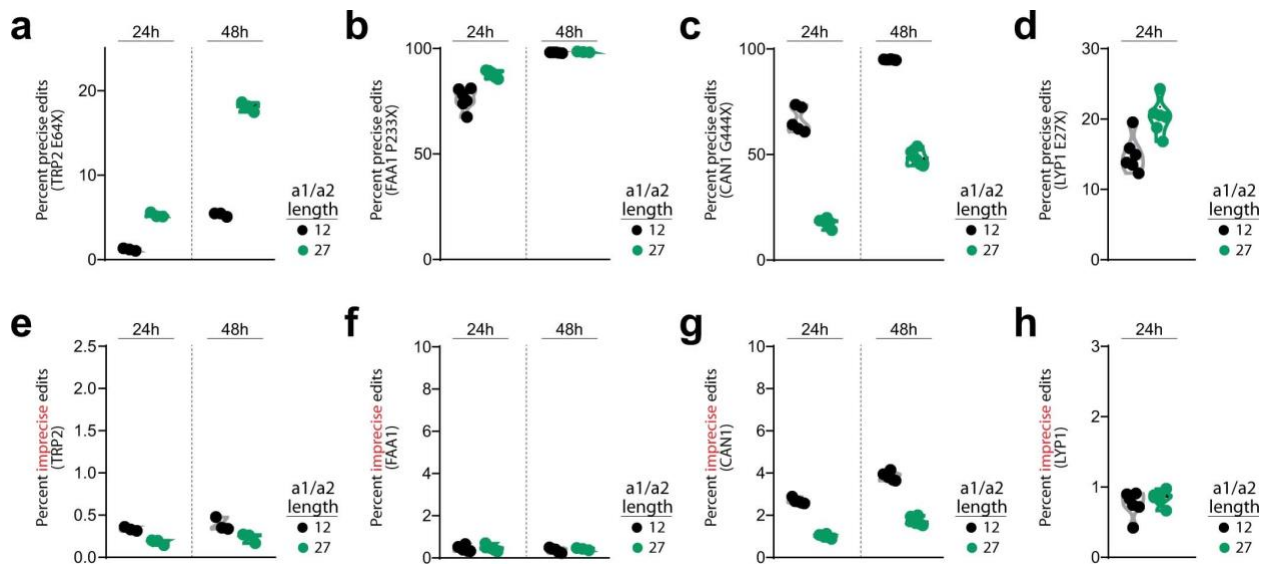 a
24h
48h
Percent precise edits
(TRP2 E64X)
20
10
0
a1/a2
length
12
27
b
24h
48h
Percent precise edits
(FAA1 P233X)
100
50
0
a1/a2
length
12
27
c
24h
48h
Percent precise edits
(CAN1 G444X)
100
50
0
a1/a2
length
12
27
d
24h
Percent precise edits
(LYP1 E27X)
30
20
10
0
a1/a2
length
12
27
e
24h
48h
Percent imprecise edits
(TRP2)
2.5
2.0
1.5
1.0
0.5
0.0
a1/a2
length
12
27
f
24h
48h
Percent imprecise edits
(FAA1)
10
8
6
4
2
0
a1/a2
length
12
27
g
24h
48h
Percent imprecise edits
(CAN1)
10
8
6
4
2
0
a1/a2
length
12
27
h
24h
Percent imprecise edits
(LYP1)
3
2
1
0
a1/a2
length
12
27